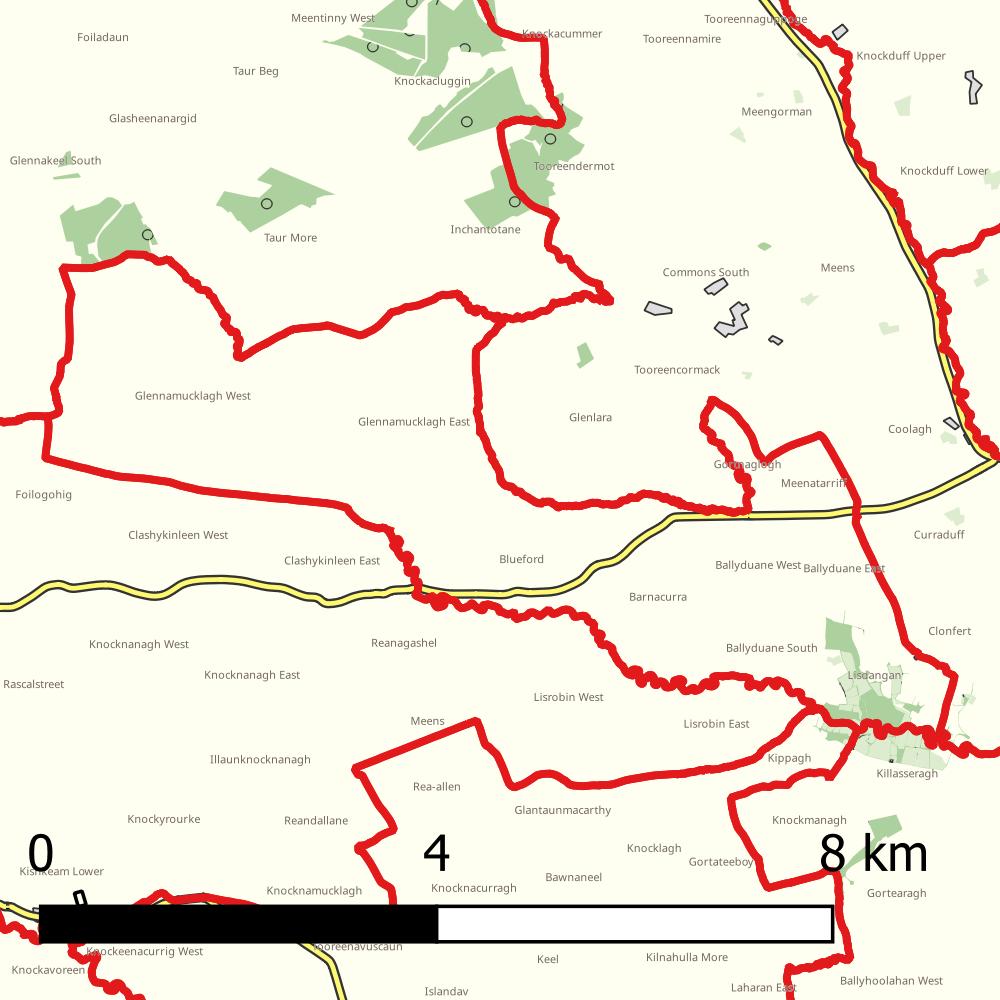 Meentinny West
Tooreennaguppoge
Foiladaun
Knockacummer
Tooreennamire
Knockduff Upper
Taur Beg
Knockacluggin
Meengorman
Glasheenanargid
Glennakeel South
Tooreendermot
Knockduff Lower
Taur More
Inchantotane
Commons South
Meens
Tooreencormack
Glennamucklagh West
Glennamucklagh East
Glenlara
Coolagh
Gortnaglogh
Meenatarriff
Foilogohig
Clashykinleen West
Curraduff
Clashykinleen East
Blueford
Ballyduane West
Ballyduane East
Barnacurra
Knocknanagh West
Reanagashel
Clonfert
Ballyduane South
Knocknanagh East
Lisdangan
Rascalstreet
Lisrobin West
Meens
Lisrobin East
Illaunknocknanagh
Kippagh
Killasseragh
Rea-allen
Glantaunmacarthy
Knockyrourke
Reandallane
Knockmanagh
0 4 8 km
Knocklagh
Gortateeboy
Kishkeam Lower
Bawnaneel
Knocknamucklagh
Knocknacurragh
Gortearagh
Knockeenacurrig West
Tooreenavuscaun
Keel
Kilnahulla More
Knockavoreen
Ballyhoolahan West
Islandav
Laharan East